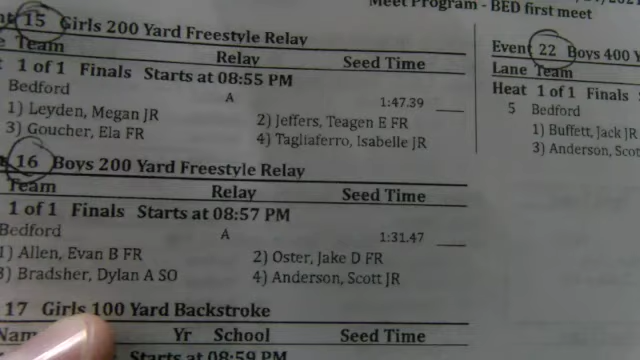 Meet Program - BED first meet
15 Girls 200 Yard Freestyle Relay
Team Relay Seed Time
1 of 1 Finals Starts at 08:55 PM
Bedford A 1:47.39
1) Leyden, Megan JR 2) Jeffers, Teagen E FR
3) Goucher, Ela FR 4) Tagliaferro, Isabelle JR
16 Boys 200 Yard Freestyle Relay
Team Relay Seed Time
1 of 1 Finals Starts at 08:57 PM
Bedford A 1:31.47
1) Allen, Evan B FR 2) Oster, Jake D FR
3) Bradsher, Dylan A SO 4) Anderson, Scott JR
17 Girls 100 Yard Backstroke
Yr School Seed Time
Starts at 08:59 PM
Event 22 Boys 400 Y
Lane Team
Heat 1 of 1 Finals
5 Bedford
1) Buffett, Jack JR
3) Anderson, Scot